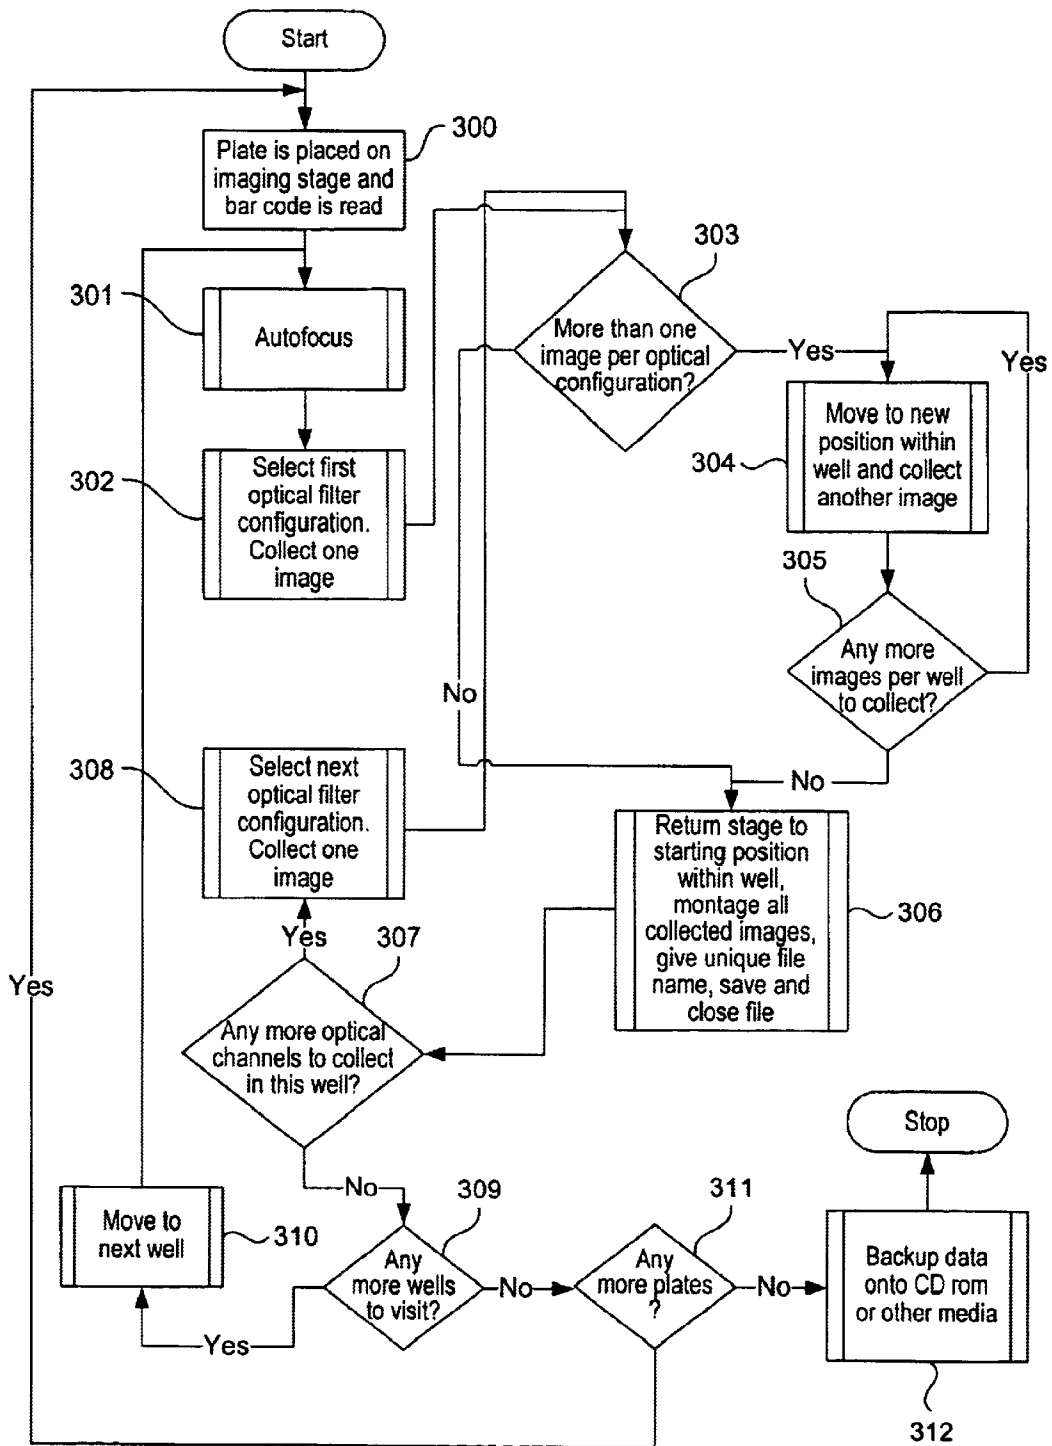 Start
300
Plate is placed on
imaging stage and
bar code is read
301
Autofocus
302
Select first
optical filter
configuration.
Collect one
image
303
More than one
image per optical
configuration?
Yes
Yes
304
Move to new
position within
well and collect
another image
305
Any more
images per well
to collect?
No
No
308
Select next
optical filter
configuration.
Collect one
image
306
Return stage to
starting position
within well,
montage all
collected images,
give unique file
name, save and
close file
Yes
307
Any more optical
channels to collect
in this well?
Yes
No
310
Move to
next well
309
Any
more wells
to visit?
Yes
No
311
Any
more plates
?
No
Stop
312
Backup data
onto CD rom
or other media